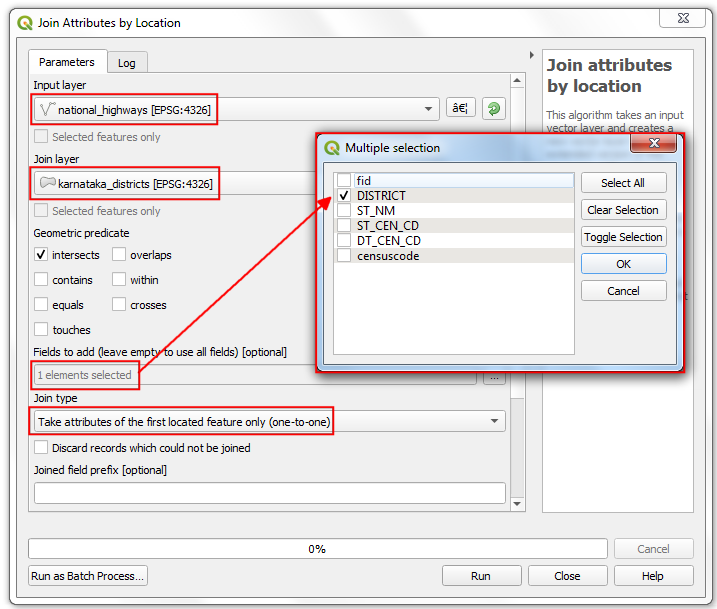 Join Attributes by Location
Parameters
Log
Input layer
national_highways [EPSG:4326]
â€¦
Selected features only
Join layer
karnataka_districts [EPSG:4326]
Selected features only
Geometric predicate
intersects
overlaps
contains
within
equals
crosses
touches
Fields to add (leave empty to use all fields) [optional]
1 elements selected
...
Join type
Take attributes of the first located feature only (one-to-one)
Discard records which could not be joined
Joined field prefix [optional]
Join attributes
by location
This algorithm takes an input
vector layer and creates a
Multiple selection
fid
DISTRICT
ST_NM
ST_CEN_CD
DT_CEN_CD
censuscode
Select All
Clear Selection
Toggle Selection
OK
Cancel
0%
Cancel
Run as Batch Process...
Run
Close
Help